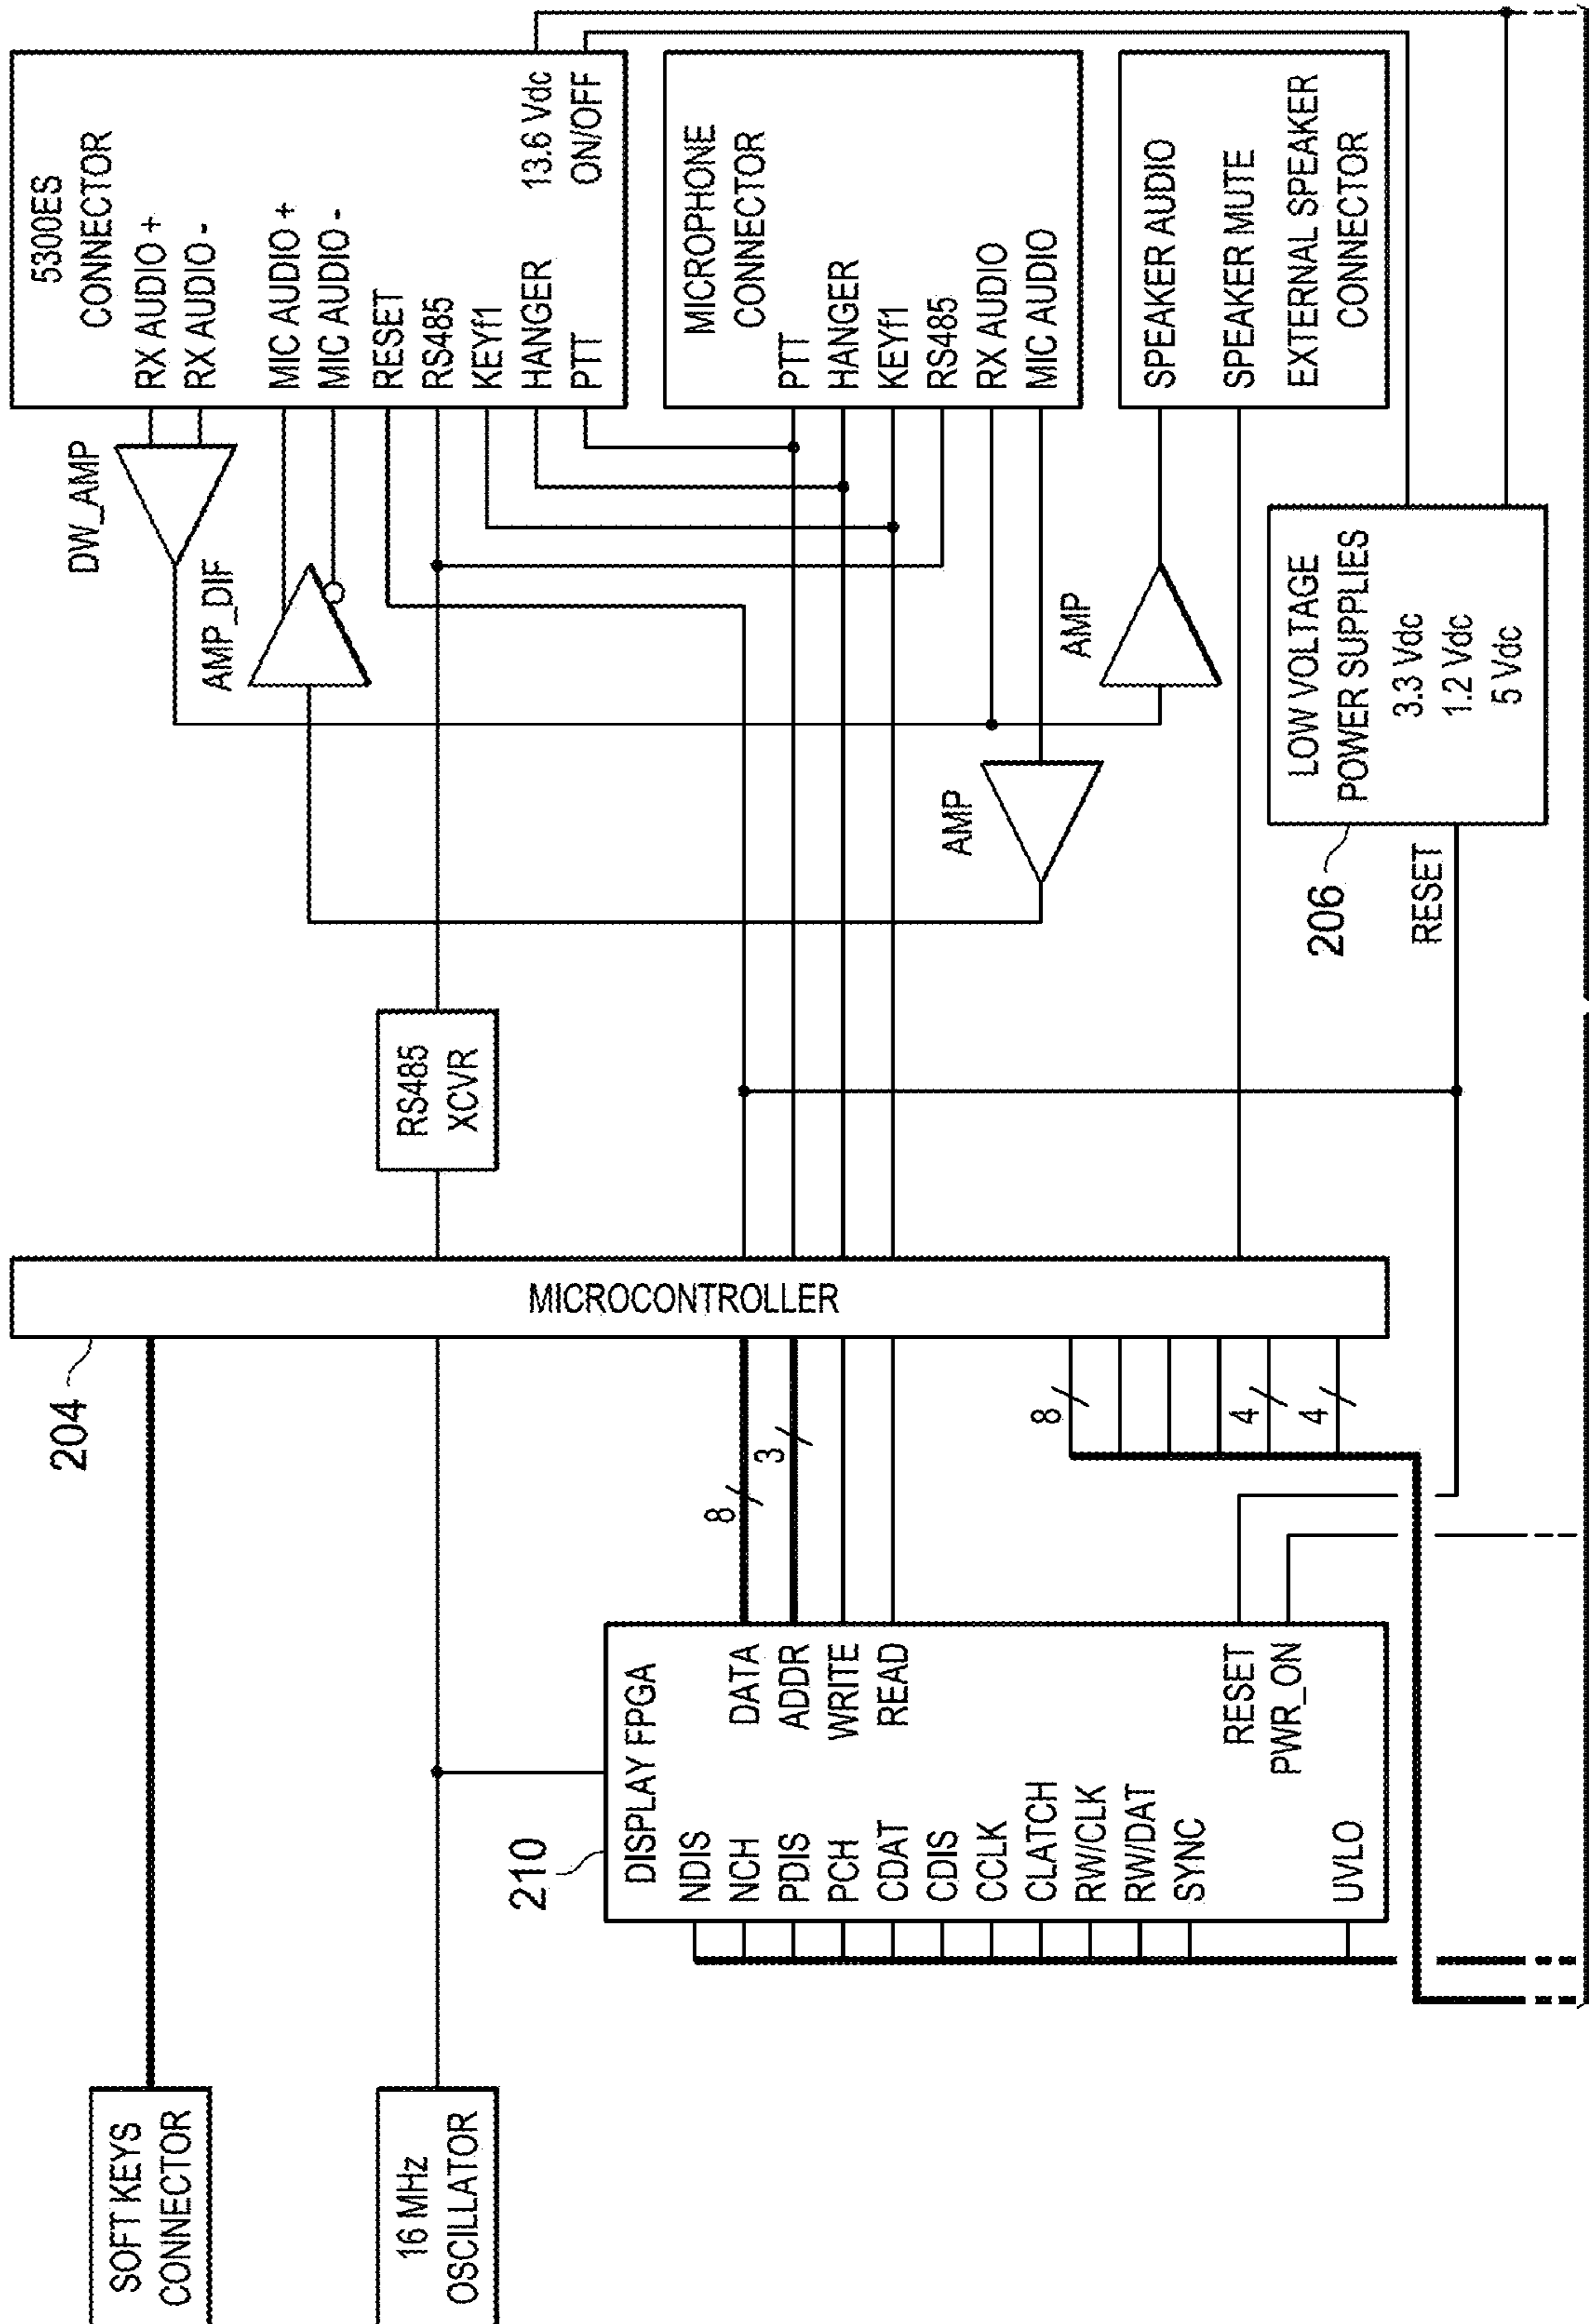 SOFT KEYS
CONNECTOR
16 MHz
OSCILLATOR
204
MICROCONTROLLER
RS485
XCVR
210
DISPLAY FPGA
NDIS
NCH
PDIS
PCH
CDAT
CDIS
CCLK
CLATCH
RW/CLK
RW/DAT
SYNC
UVLO
DATA
ADDR
WRITE
READ
RESET
PWR_ON
8
3
8
4
4
DW_AMP
AMP_DIF
AMP
AMP
5300ES
CONNECTOR
RX AUDIO +
RX AUDIO -
MIC AUDIO +
MIC AUDIO -
RESET
RS485
KEYf1
HANGER
PTT
13.6 Vdc
ON/OFF
MICROPHONE
CONNECTOR
PTT
HANGER
KEYf1
RS485
RX AUDIO
MIC AUDIO
SPEAKER AUDIO
SPEAKER MUTE
EXTERNAL SPEAKER
CONNECTOR
LOW VOLTAGE
POWER SUPPLIES
3.3 Vdc
1.2 Vdc
5 Vdc
206
RESET